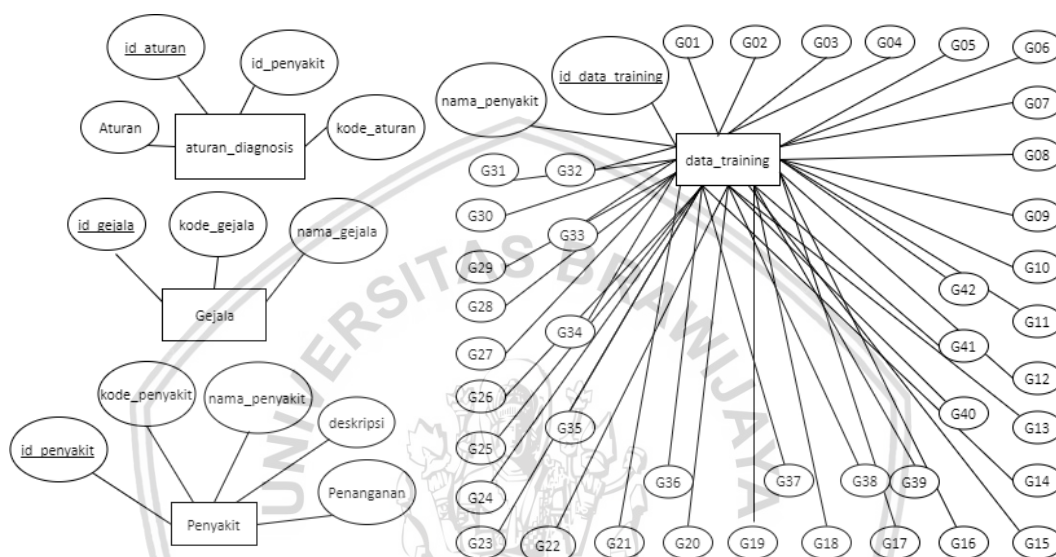 id_aturan
id_penyakit
Aturan
kode_aturan
aturan_diagnosis
id_gejala
kode_gejala
nama_gejala
Gejala
kode_penyakit
nama_penyakit
deskripsi
id_penyakit
Penanganan
Penyakit
id_data_training
nama_penyakit
data_training
G01
G02
G03
G04
G05
G06
G07
G08
G09
G10
G11
G12
G13
G14
G15
G16
G17
G18
G19
G20
G21
G22
G23
G24
G25
G26
G27
G28
G29
G30
G31
G32
G33
G34
G35
G36
G37
G38
G39
G40
G41
G42
UNIVERSITAS BRAWIJAYA